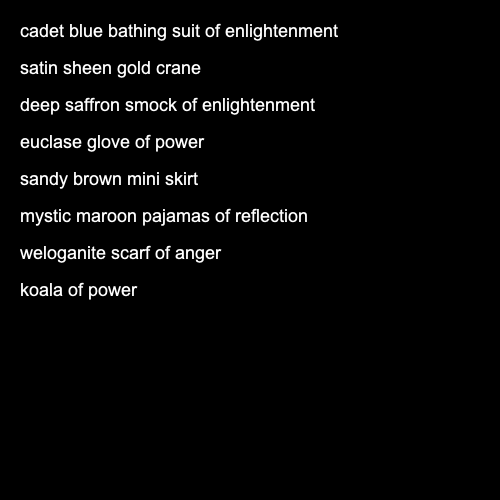 cadet blue bathing suit of enlightenment
satin sheen gold crane
deep saffron smock of enlightenment
euclase glove of power
sandy brown mini skirt
mystic maroon pajamas of reflection
weloganite scarf of anger
koala of power